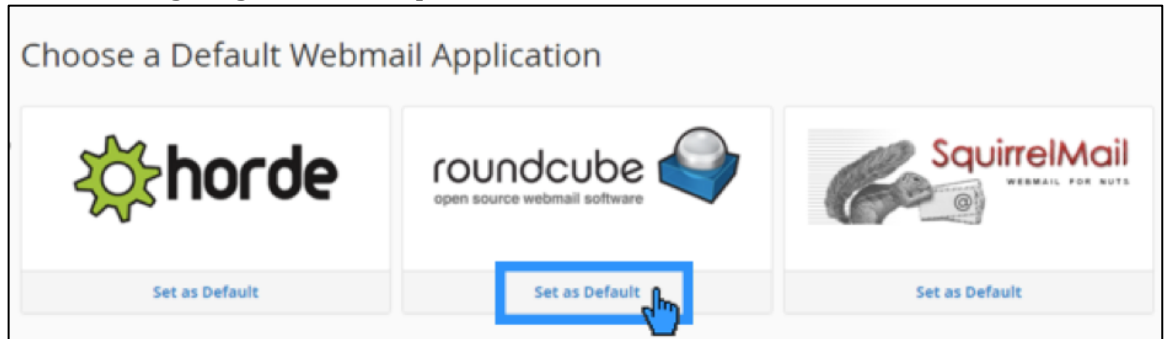 Choose a Default Webmail Application
horde
roundcube
open source webmail software
SquirrelMail
WEBMAIL FOR NUTS
@
Set as Default
Set as Default
Set as Default